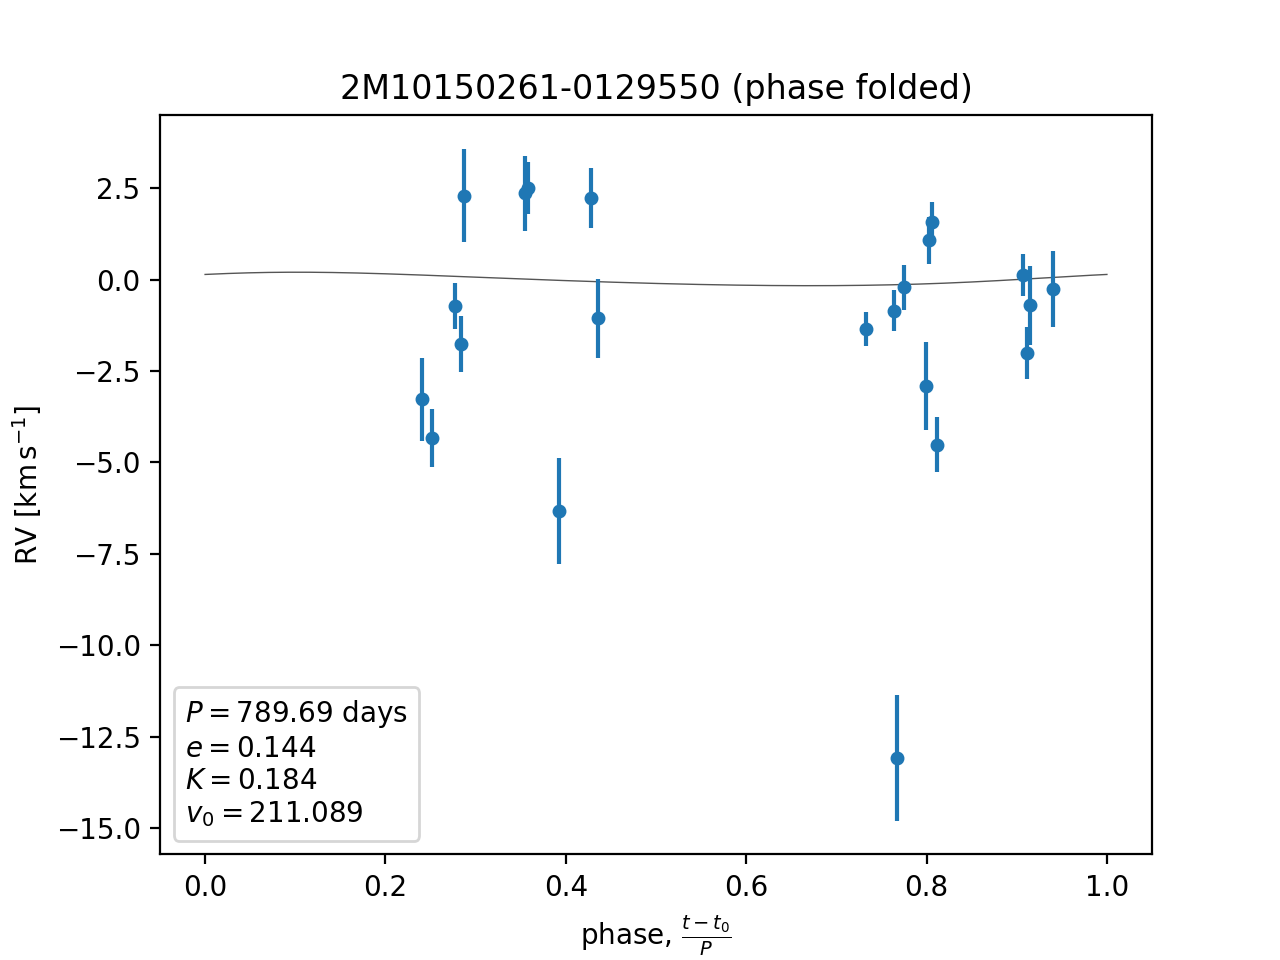 2M10150261-0129550 (phase folded)
RV [km s⁻¹]
2.5
0.0
−2.5
−5.0
−7.5
−10.0
−12.5
−15.0
P = 789.69 days
e = 0.144
K = 0.184
v₀ = 211.089
0.0 0.2 0.4 0.6 0.8 1.0
phase, (t − t₀)/P